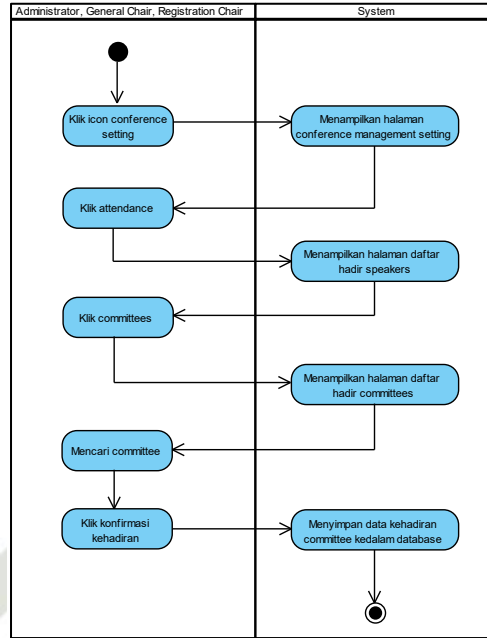 Administrator, General Chair, Registration Chair
System
Klik icon conference
setting
Menampilkan halaman
conference management setting
Klik attendance
Menampilkan halaman daftar
hadir speakers
Klik committees
Menampilkan halaman daftar
hadir committees
Mencari committee
Klik konfirmasi
kehadiran
Menyimpan data kehadiran
committee kedalam database